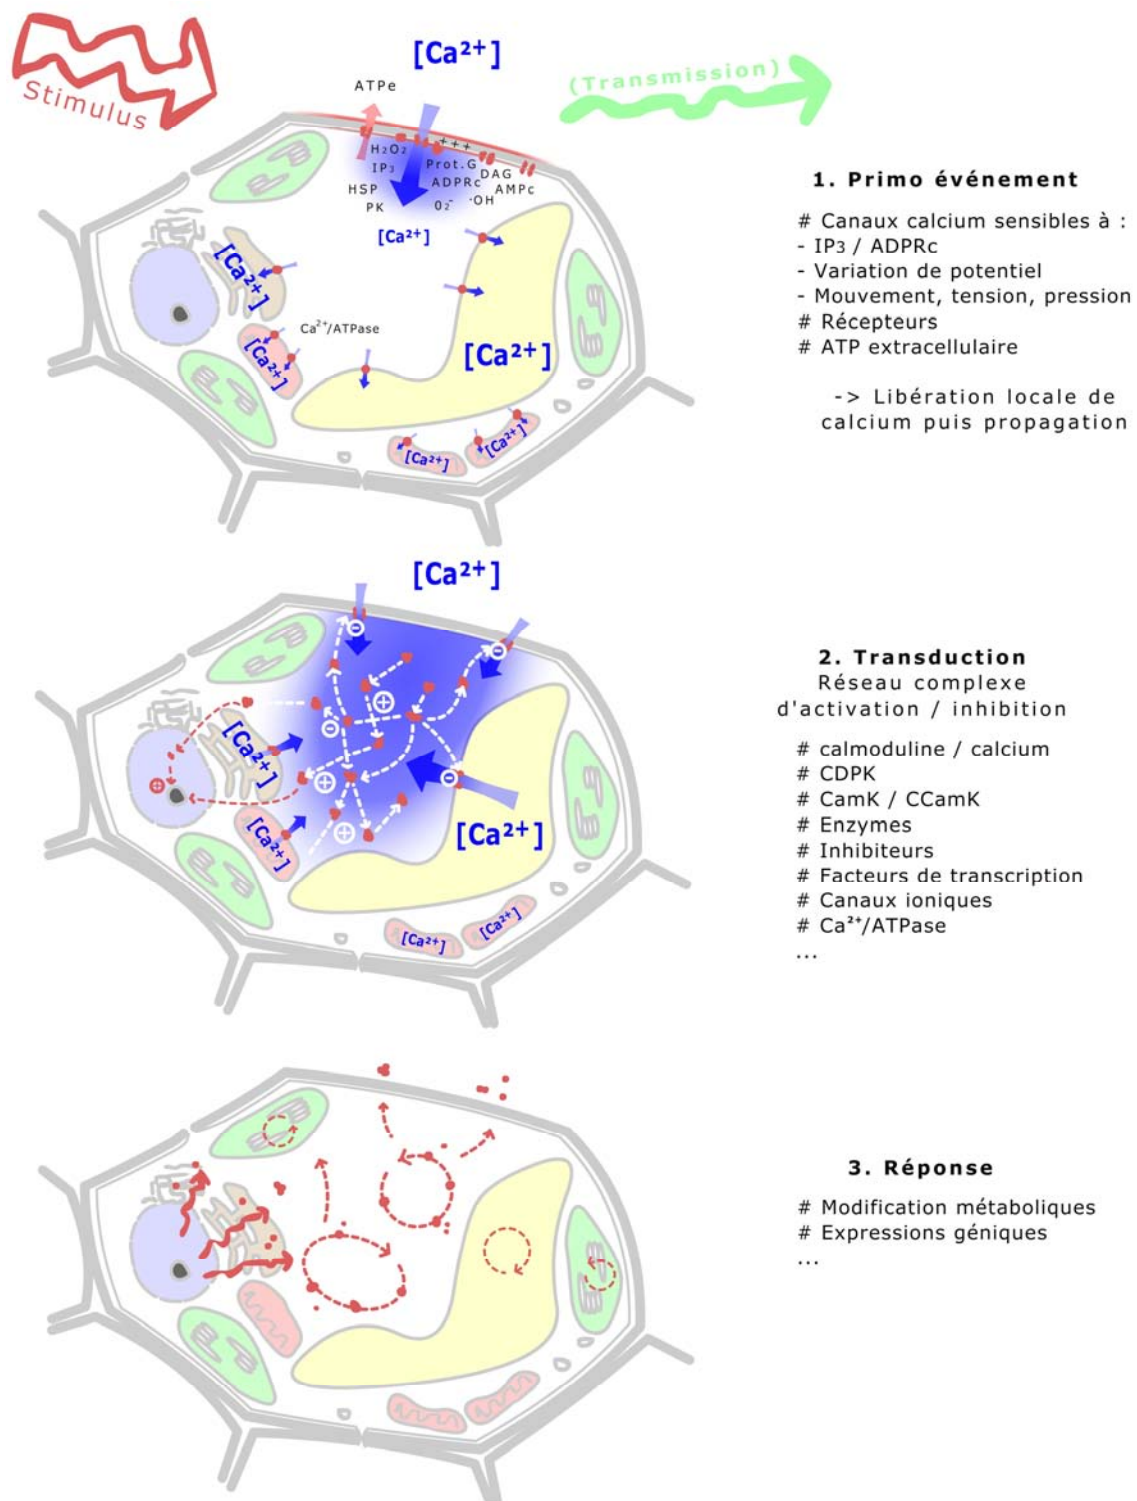 Stimulus
[Ca²⁺]
(Transmission)
ATPe
+++
H₂O₂
IP₃
Prot.G
DAG
HSP
ADPRc
AMPc
PK
O₂⁻
·OH
[Ca²⁺]
[Ca²⁺]
Ca²⁺/ATPase
[Ca²⁺]
[Ca²⁺]
[Ca²⁺]
[Ca²⁺]
1. Primo événement
# Canaux calcium sensibles à :
- IP3 / ADPRc
- Variation de potentiel
- Mouvement, tension, pression
# Récepteurs
# ATP extracellulaire
-> Libération locale de
calcium puis propagation
[Ca²⁺]
[Ca²⁺]
[Ca²⁺]
[Ca²⁺]
[Ca²⁺]
[Ca²⁺]
2. Transduction
Réseau complexe
d'activation / inhibition
# calmoduline / calcium
# CDPK
# CamK / CCamK
# Enzymes
# Inhibiteurs
# Facteurs de transcription
# Canaux ioniques
# Ca²⁺/ATPase
...
3. Réponse
# Modification métaboliques
# Expressions géniques
...